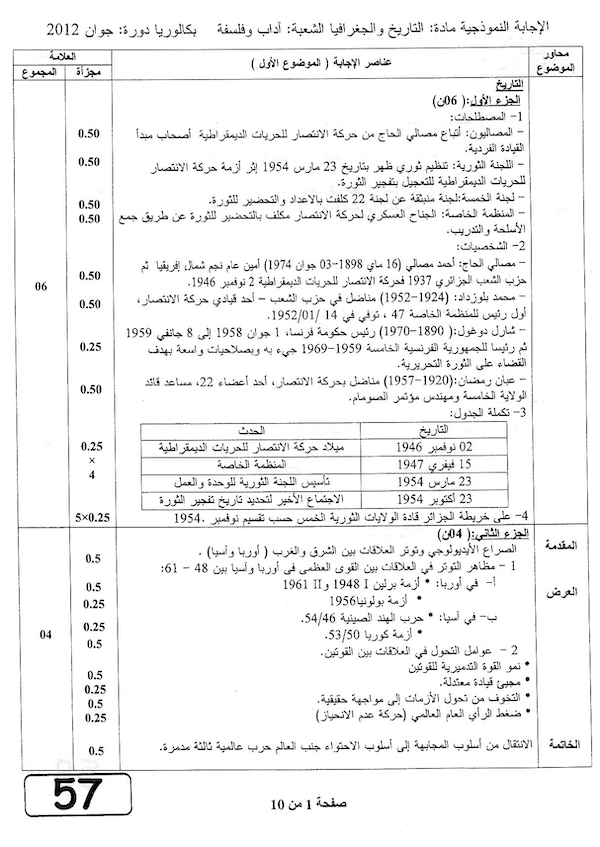 الإجابة النموذجية مادة: التاريخ والجغرافيا الشعبة: آداب وفلسفة بكالوريا دورة: جوان 2012
محاور الموضوع
عناصر الإجابة ( الموضوع الأول )
العلامة
مجزأة
المجموع
التاريخ
الجزء الأول:( 06ن)
1- المصطلحات:
– المصاليون: أتباع مصالي الحاج من حركة الانتصار للحريات الديمقراطية أصحاب مبدأ
القيادة الفردية.
0.50
– اللجنة الثورية: تنظيم ثوري ظهر بتاريخ 23 مارس 1954 إثر أزمة حركة الانتصار
للحريات الديمقراطية للتعجيل بتفجير الثورة.
0.50
– لجنة الخمسة:لجنة منبثقة عن لجنة 22 كلفت بالاعداد والتحضير للثورة.
0.50
– المنظمة الخاصة: الجناح العسكري لحركة الانتصار مكلف بالتحضير للثورة عن طريق جمع
الأسلحة والتدريب.
0.50
2- الشخصيات:
– مصالي الحاج: أحمد مصالي (16 ماي 1898-03 جوان 1974) أمين عام نجم شمال إفريقيا ثم
حزب الشعب الجزائري 1937 فحركة الانتصار للحريات الديمقراطية 2 نوفمبر 1946.
0.50
06
– محمد بلوزداد: (1924-1952) مناضل في حزب الشعب – أحد قيادي حركة الانتصار،
أول رئيس للمنظمة الخاصة 47 ، توفي في 14 /01/1952.
0.50
– شارل دوغول:( 1890-1970) رئيس حكومة فرنسا، 1 جوان 1958 إلى 8 جانفي 1959
ثم رئيسا للجمهورية الفرنسية الخامسة 1959-1969 جيء به وبصلاحيات واسعة بهدف
القضاء على الثورة التحريرية.
0.25
– عبان رمضان:(1920-1957) مناضل بحركة الانتصار، أحد أعضاء 22، مساعد قائد
الولاية الخامسة ومهندس مؤتمر الصومام.
0.50
3- تكملة الجدول:
التاريخ الحدث
02 نوفمبر 1946 ميلاد حركة الانتصار للحريات الديمقراطية
15 فيفري 1947 المنظمة الخاصة
23 مارس 1954 تأسيس اللجنة الثورية للوحدة والعمل
23 أكتوبر 1954 الاجتماع الأخير لتحديد تاريخ تفجير الثورة
0.25
×
4
4- على خريطة الجزائر قادة الولايات الثورية الخمس حسب تقسيم نوفمبر .1954
5×0.25
الجزء الثاني:( 04ن)
المقدمة
الصراع الأيديولوجي وتوتر العلاقات بين الشرق والغرب ( أوربا وآسيا) .
0.5
العرض
1 – مظاهر التوتر في العلاقات بين القوى العظمى في أوربا وآسيا بين 48 – 61:
أ- في أوربا: * أزمة برلين I 1948 و II 1961
0.5
* أزمة بولونيا1956
0.25
ب- في آسيا: * حرب الهند الصينية 54/46.
0.25
* أزمة كوريا 53/50.
0.5
04
2 – عوامل التحول في العلاقات بين القوتين.
* نمو القوة التدميرية للقوتين
0.5
* مجيئ قيادة معتدلة.
0.25
* التخوف من تحول الأزمات إلى مواجهة حقيقية.
0.5
* ضغط الرأي العام العالمي (حركة عدم الانحياز)
0.25
الخاتمة
الانتقال من أسلوب المجابهة إلى أسلوب الاحتواء جنب العالم حرب عالمية ثالثة مدمرة.
0.5
صفحة 1 من 10
57